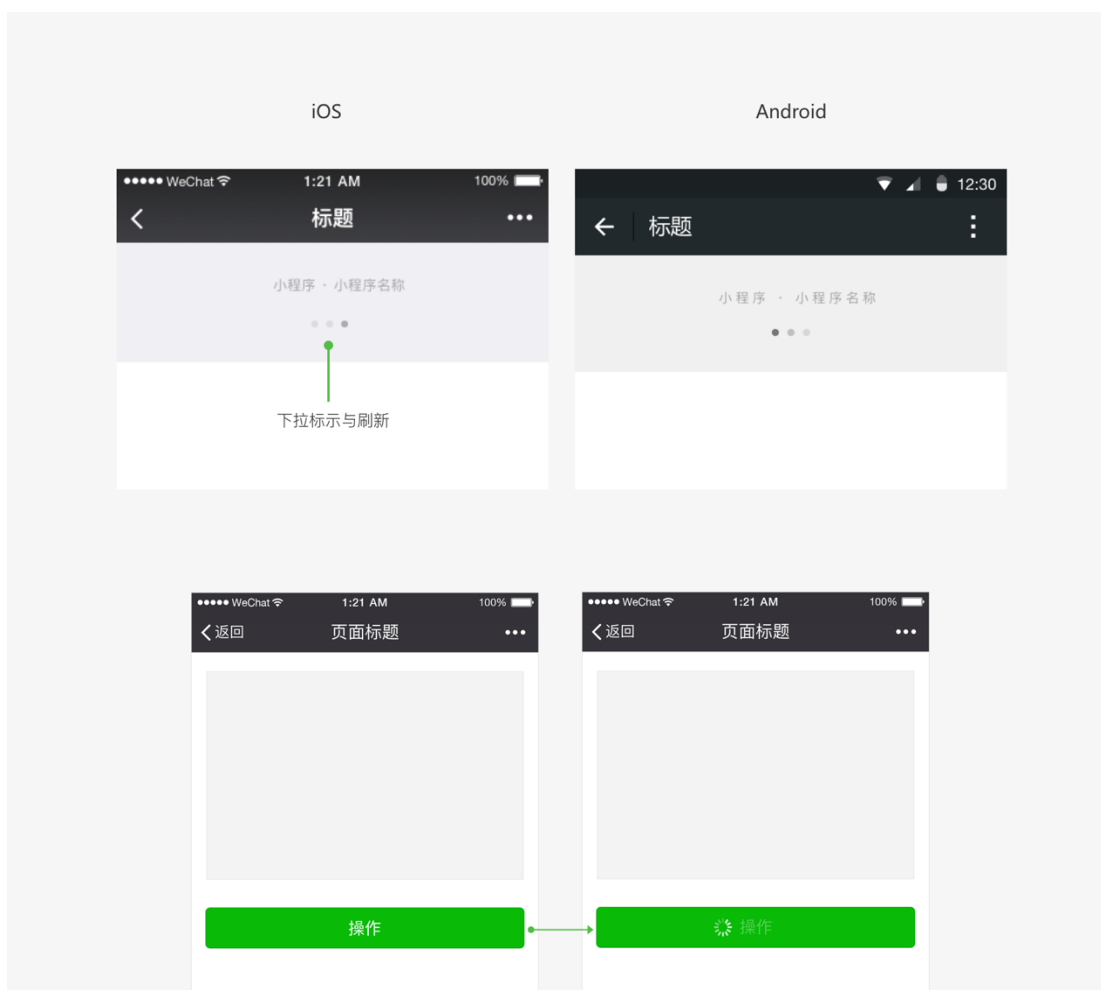 iOS
Android
WeChat 1:21 AM 100%
标题
12:30
标题
小程序 · 小程序名称
小程序 · 小程序名称
下拉标示与刷新
WeChat 1:21 AM 100%
返回 页面标题
操作
WeChat 1:21 AM 100%
返回 页面标题
操作